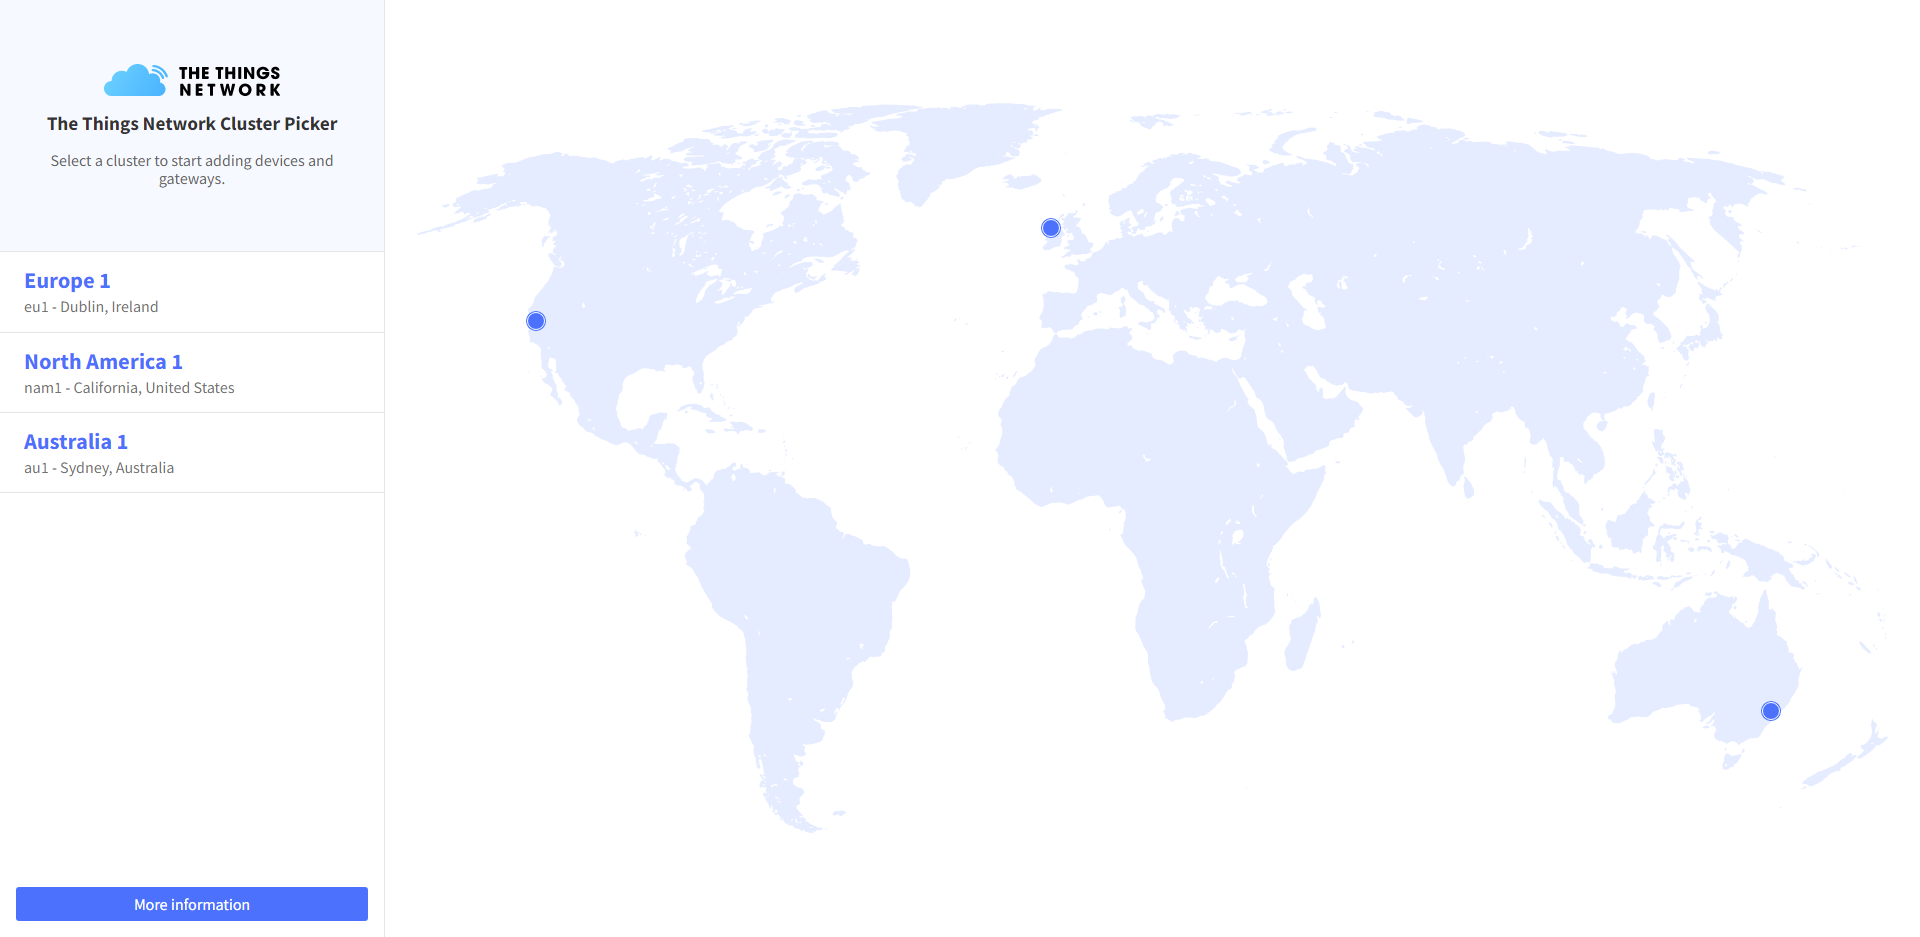 THE THINGS
NETWORK
The Things Network Cluster Picker
Select a cluster to start adding devices and
gateways.
Europe 1
eu1 - Dublin, Ireland
North America 1
nam1 - California, United States
Australia 1
au1 - Sydney, Australia
More information